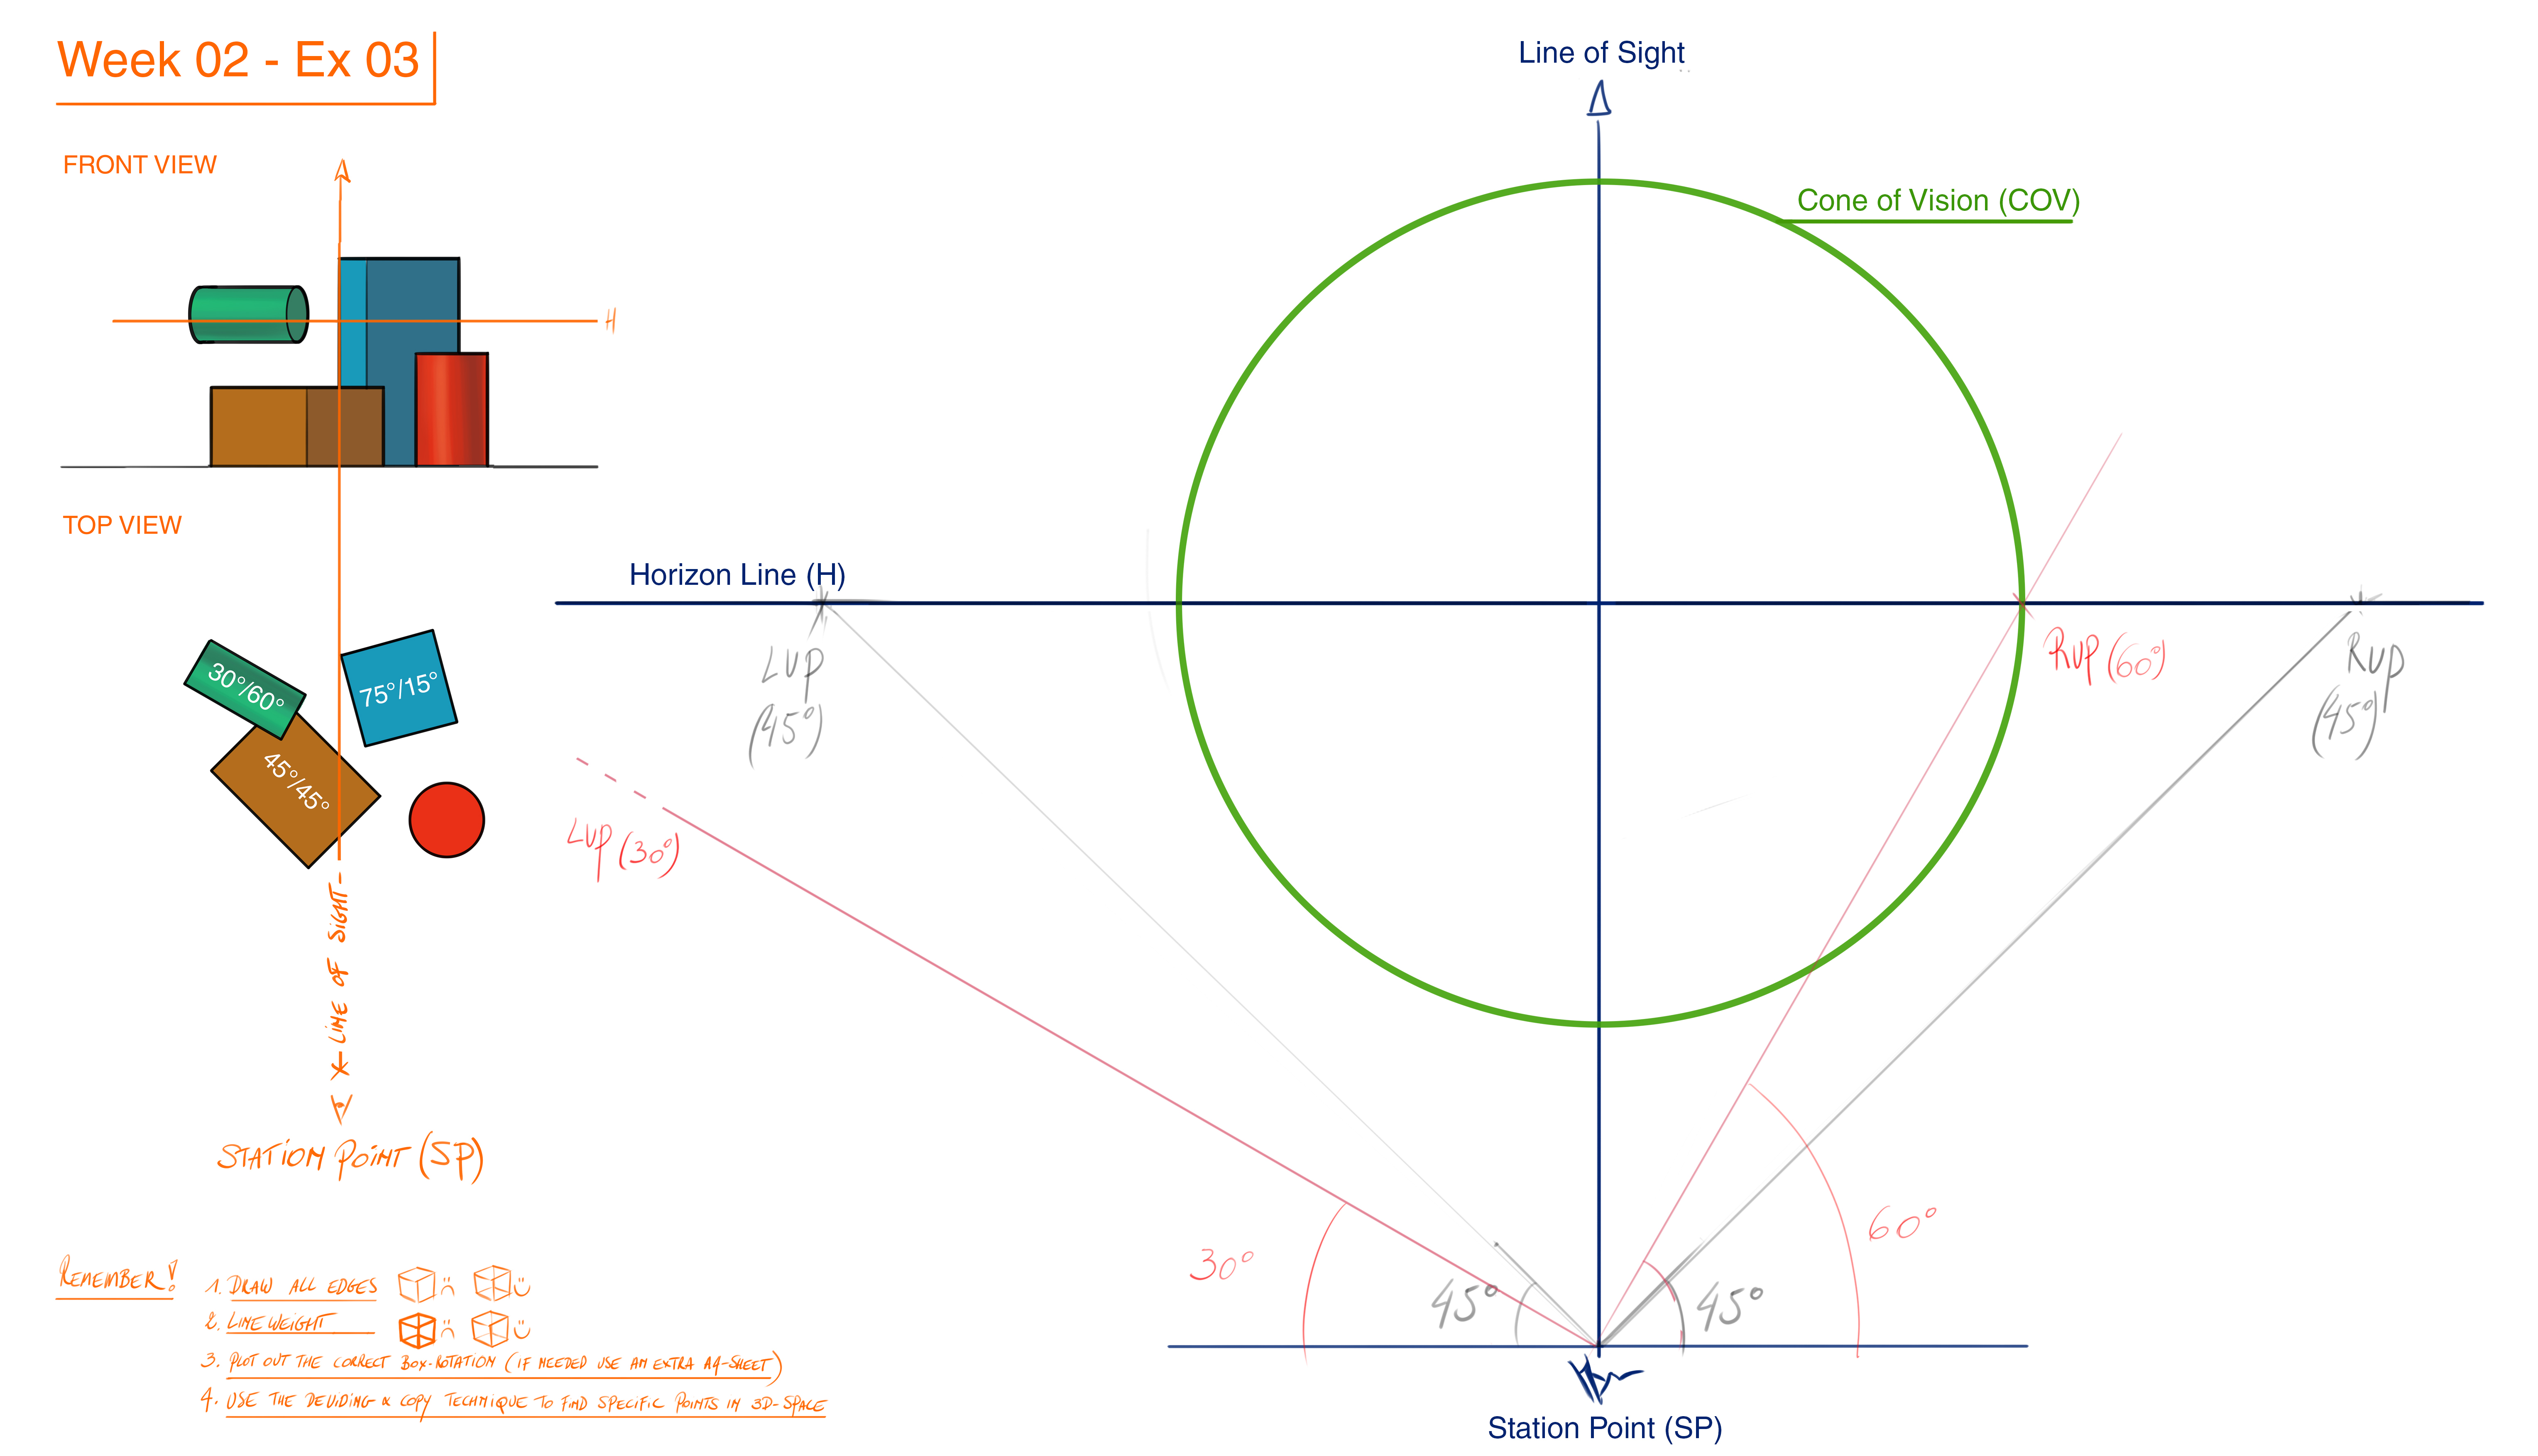 Week 02 - Ex 03
FRONT VIEW
H
TOP VIEW
30°/60°
75°/15°
45°/45°
LINE OF SIGHT
STATION POINT (SP)
REMEMBER!
1. DRAW ALL EDGES
2. LINE WEIGHT
3. PLOT OUT THE CORRECT BOX-ROTATION (IF NEEDED USE AN EXTRA A4-SHEET)
4. USE THE DEVIDING & COPY TECHNIQUE TO FIND SPECIFIC POINTS IN 3D-SPACE
Line of Sight
Cone of Vision (COV)
Horizon Line (H)
LVP
(45°)
RVP (60°)
RVP
(45°)
LVP (30°)
30°
45°
45°
60°
Station Point (SP)